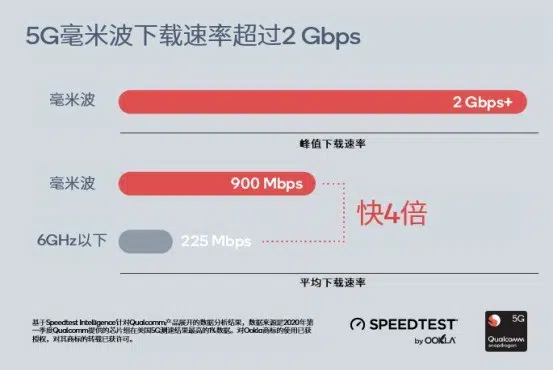 5G毫米波下载速率超过2 Gbps
毫米波
2 Gbps+
峰值下载速率
毫米波
900 Mbps
快4倍
6GHz以下
225 Mbps
平均下载速率
基于Speedtest Intelligence针对Qualcomm产品展开的数据分析结果，数据来源是2020年第
一季度Qualcomm提供的芯片组在美国5G测速结果最高的1%数据。对Ookla商标的使用已获
授权，对其商标的转载已获许可。
SPEEDTEST
by OOKLA
5G
Qualcomm
snapdragon